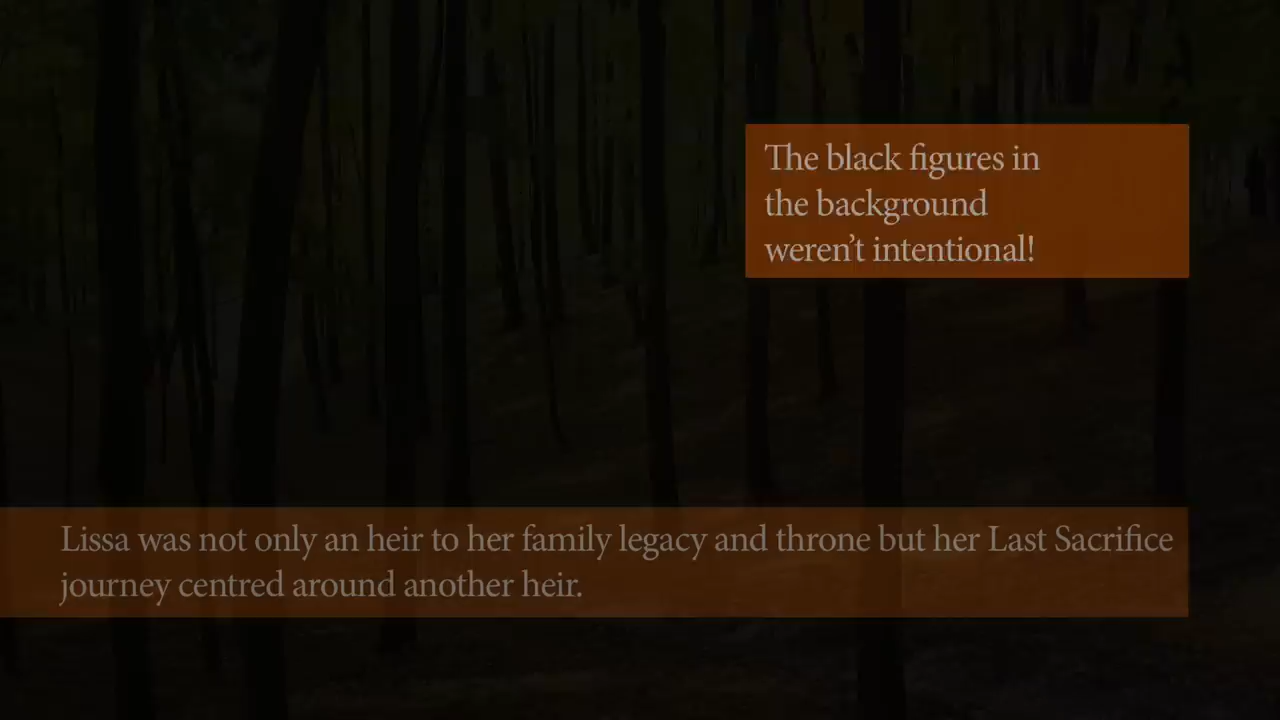 The black figures in
the background
weren't intentional!
Lissa was not only an heir to her family legacy and throne but her Last Sacrifice
journey centred around another heir.